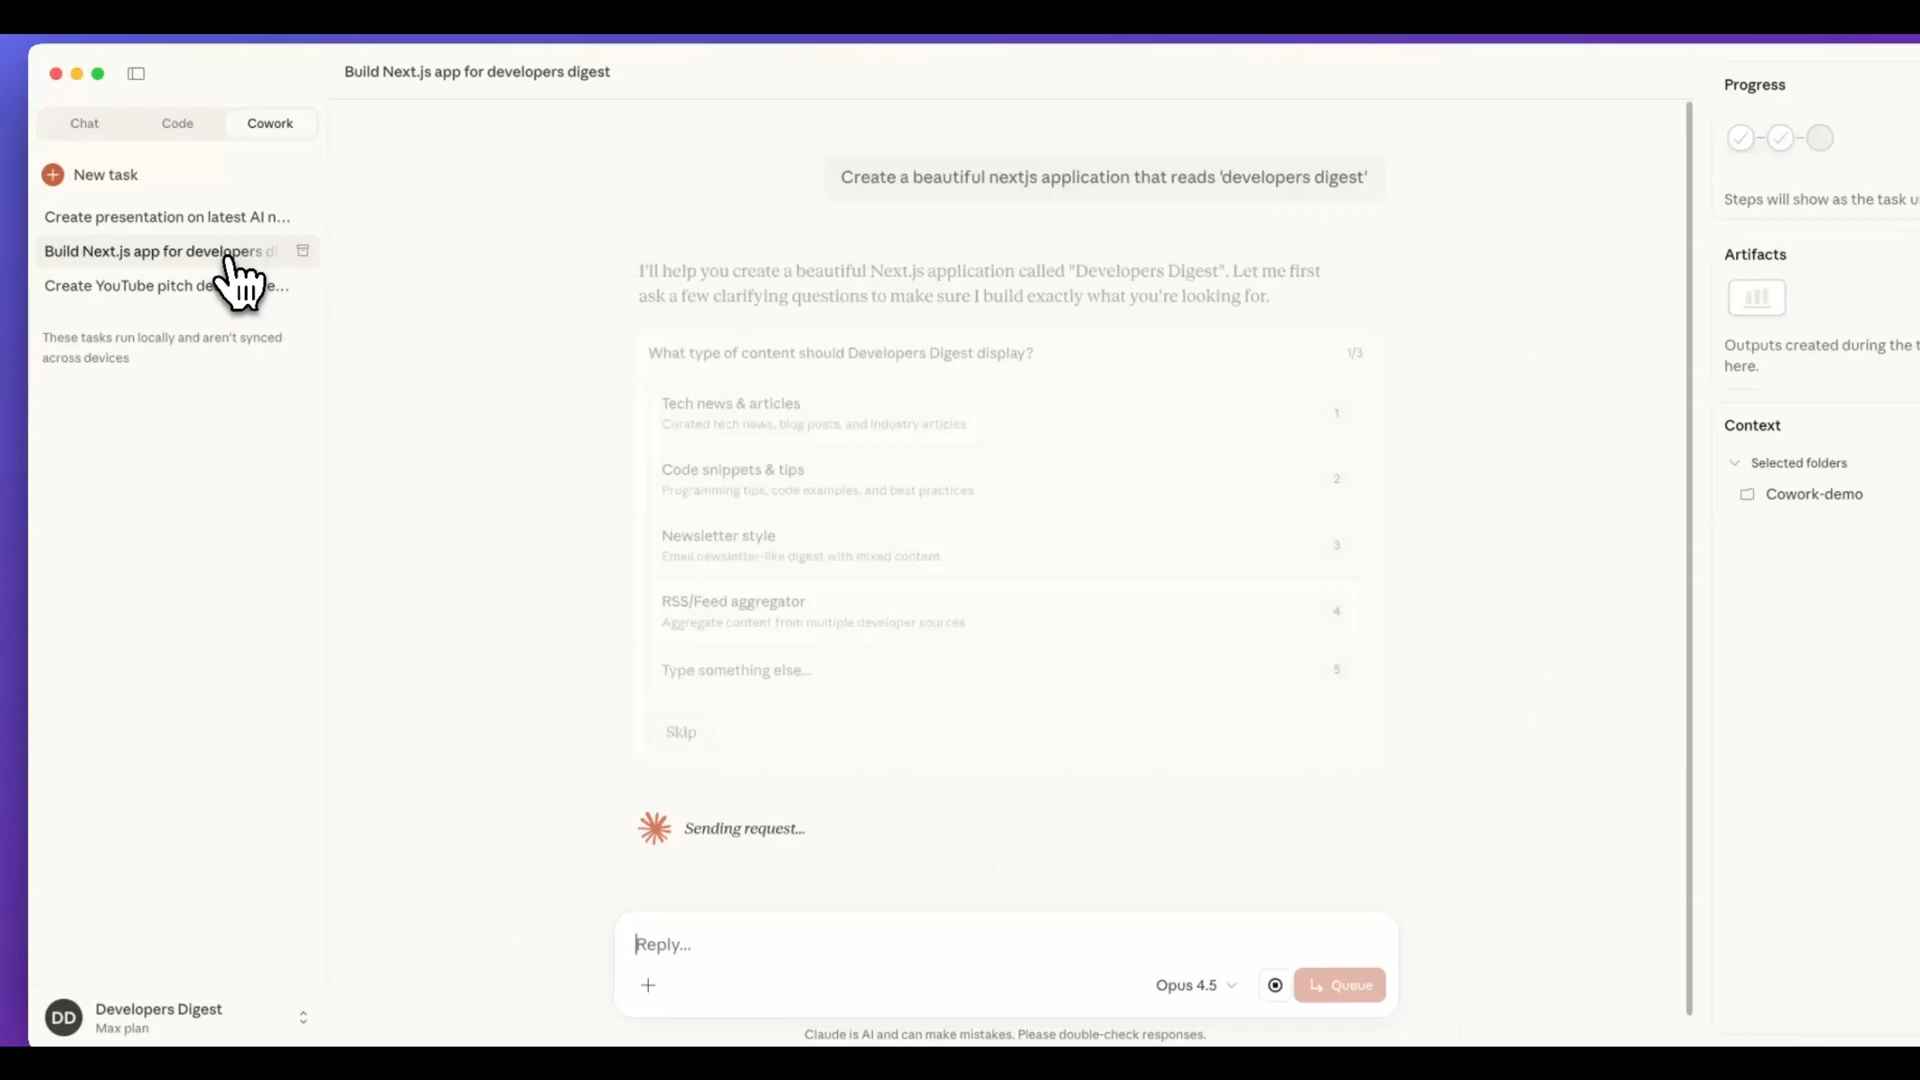 Build Next.js app for developers digest
Chat
Code
Cowork
New task
Create presentation on latest AI n...
Build Next.js app for developers di
Create YouTube pitch de
e...
These tasks run locally and aren't synced
across devices
Developers Digest
Max plan
DD
Create a beautiful nextjs application that reads 'developers digest'
I'll help you create a beautiful Next.js application called "Developers Digest". Let me first
ask a few clarifying questions to make sure I build exactly what you're looking for.
What type of content should Developers Digest display?
1/3
Tech news & articles
Curated tech news, blog posts, and industry articles
1
Code snippets & tips
Programming tips, code examples, and best practices
2
Newsletter style
Email newsletter-like digest with mixed content
3
RSS/Feed aggregator
Aggregate content from multiple developer sources
4
Type something else...
5
Skip
Sending request...
Reply...
Opus 4.5
Queue
Claude is AI and can make mistakes. Please double-check responses.
Progress
Steps will show as the task u
Artifacts
Outputs created during the t
here.
Context
Selected folders
Cowork-demo